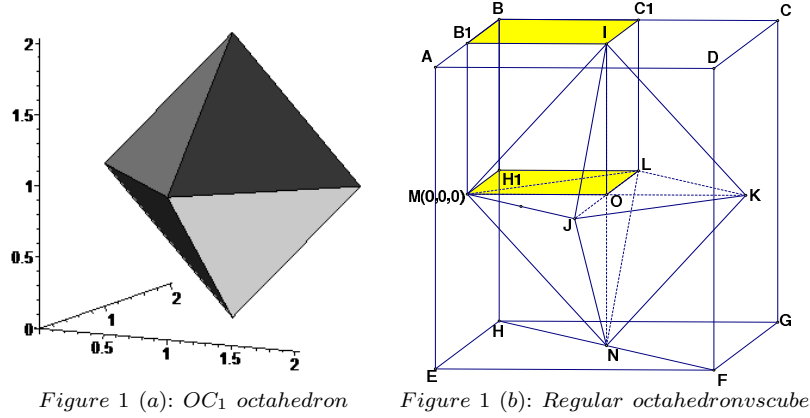 2
1.5
1
0.5
0
0.5
1
1.5
2
1
2
B
C1
C
B1
I
A
D
H1
L
M(0,0,0)
O
K
J
H
G
N
E
F
Figure 1 (a): OC₁ octahedron
Figure 1 (b): Regular octahedronvscube